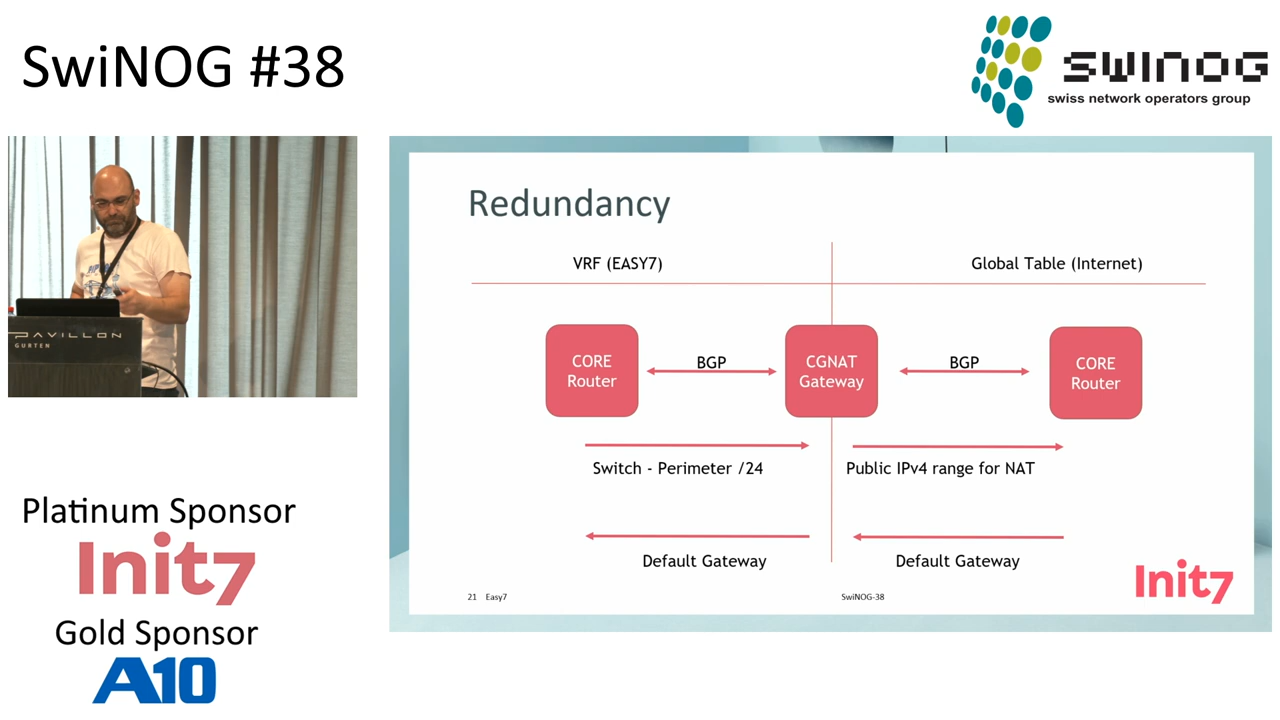 SwiNOG #38
swinog
swiss network operators group
PAVILLON
GURTEN
Platinum Sponsor
Init7
Gold Sponsor
A10
Redundancy
VRF (EASY7)
Global Table (Internet)
CORE
Router
BGP
CGNAT
Gateway
BGP
CORE
Router
Switch - Perimeter /24
Public IPv4 range for NAT
Default Gateway
Default Gateway
Init7
21 Easy7
SwiNOG-38